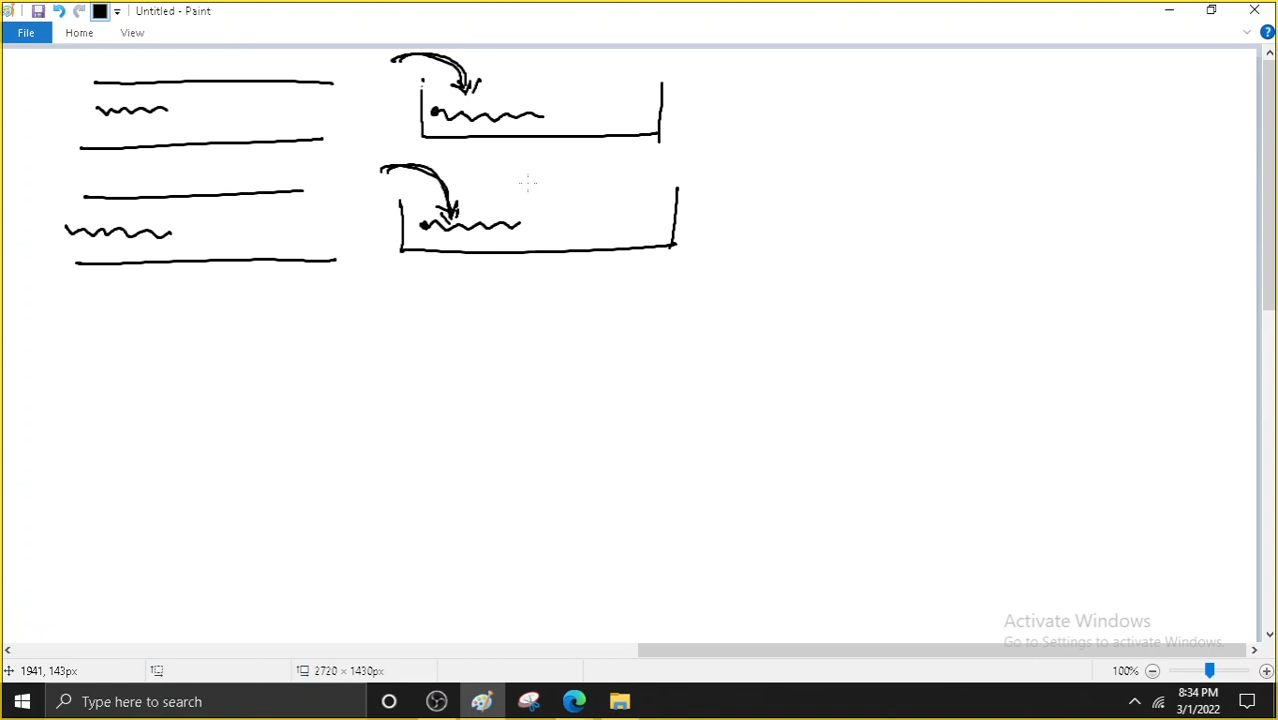 Untitled - Paint
File Home View
Activate Windows
Go to Settings to activate Windows.
1941, 143px 2720 × 1430px 100%
Type here to search
8:34 PM
3/1/2022